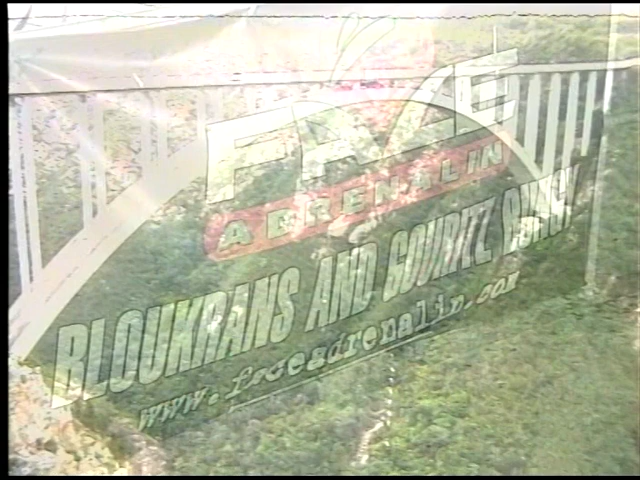 FACE
ADRENALIN
BLOUKRANS AND GOURITZ BUNGY
www.faceadrenalin.com